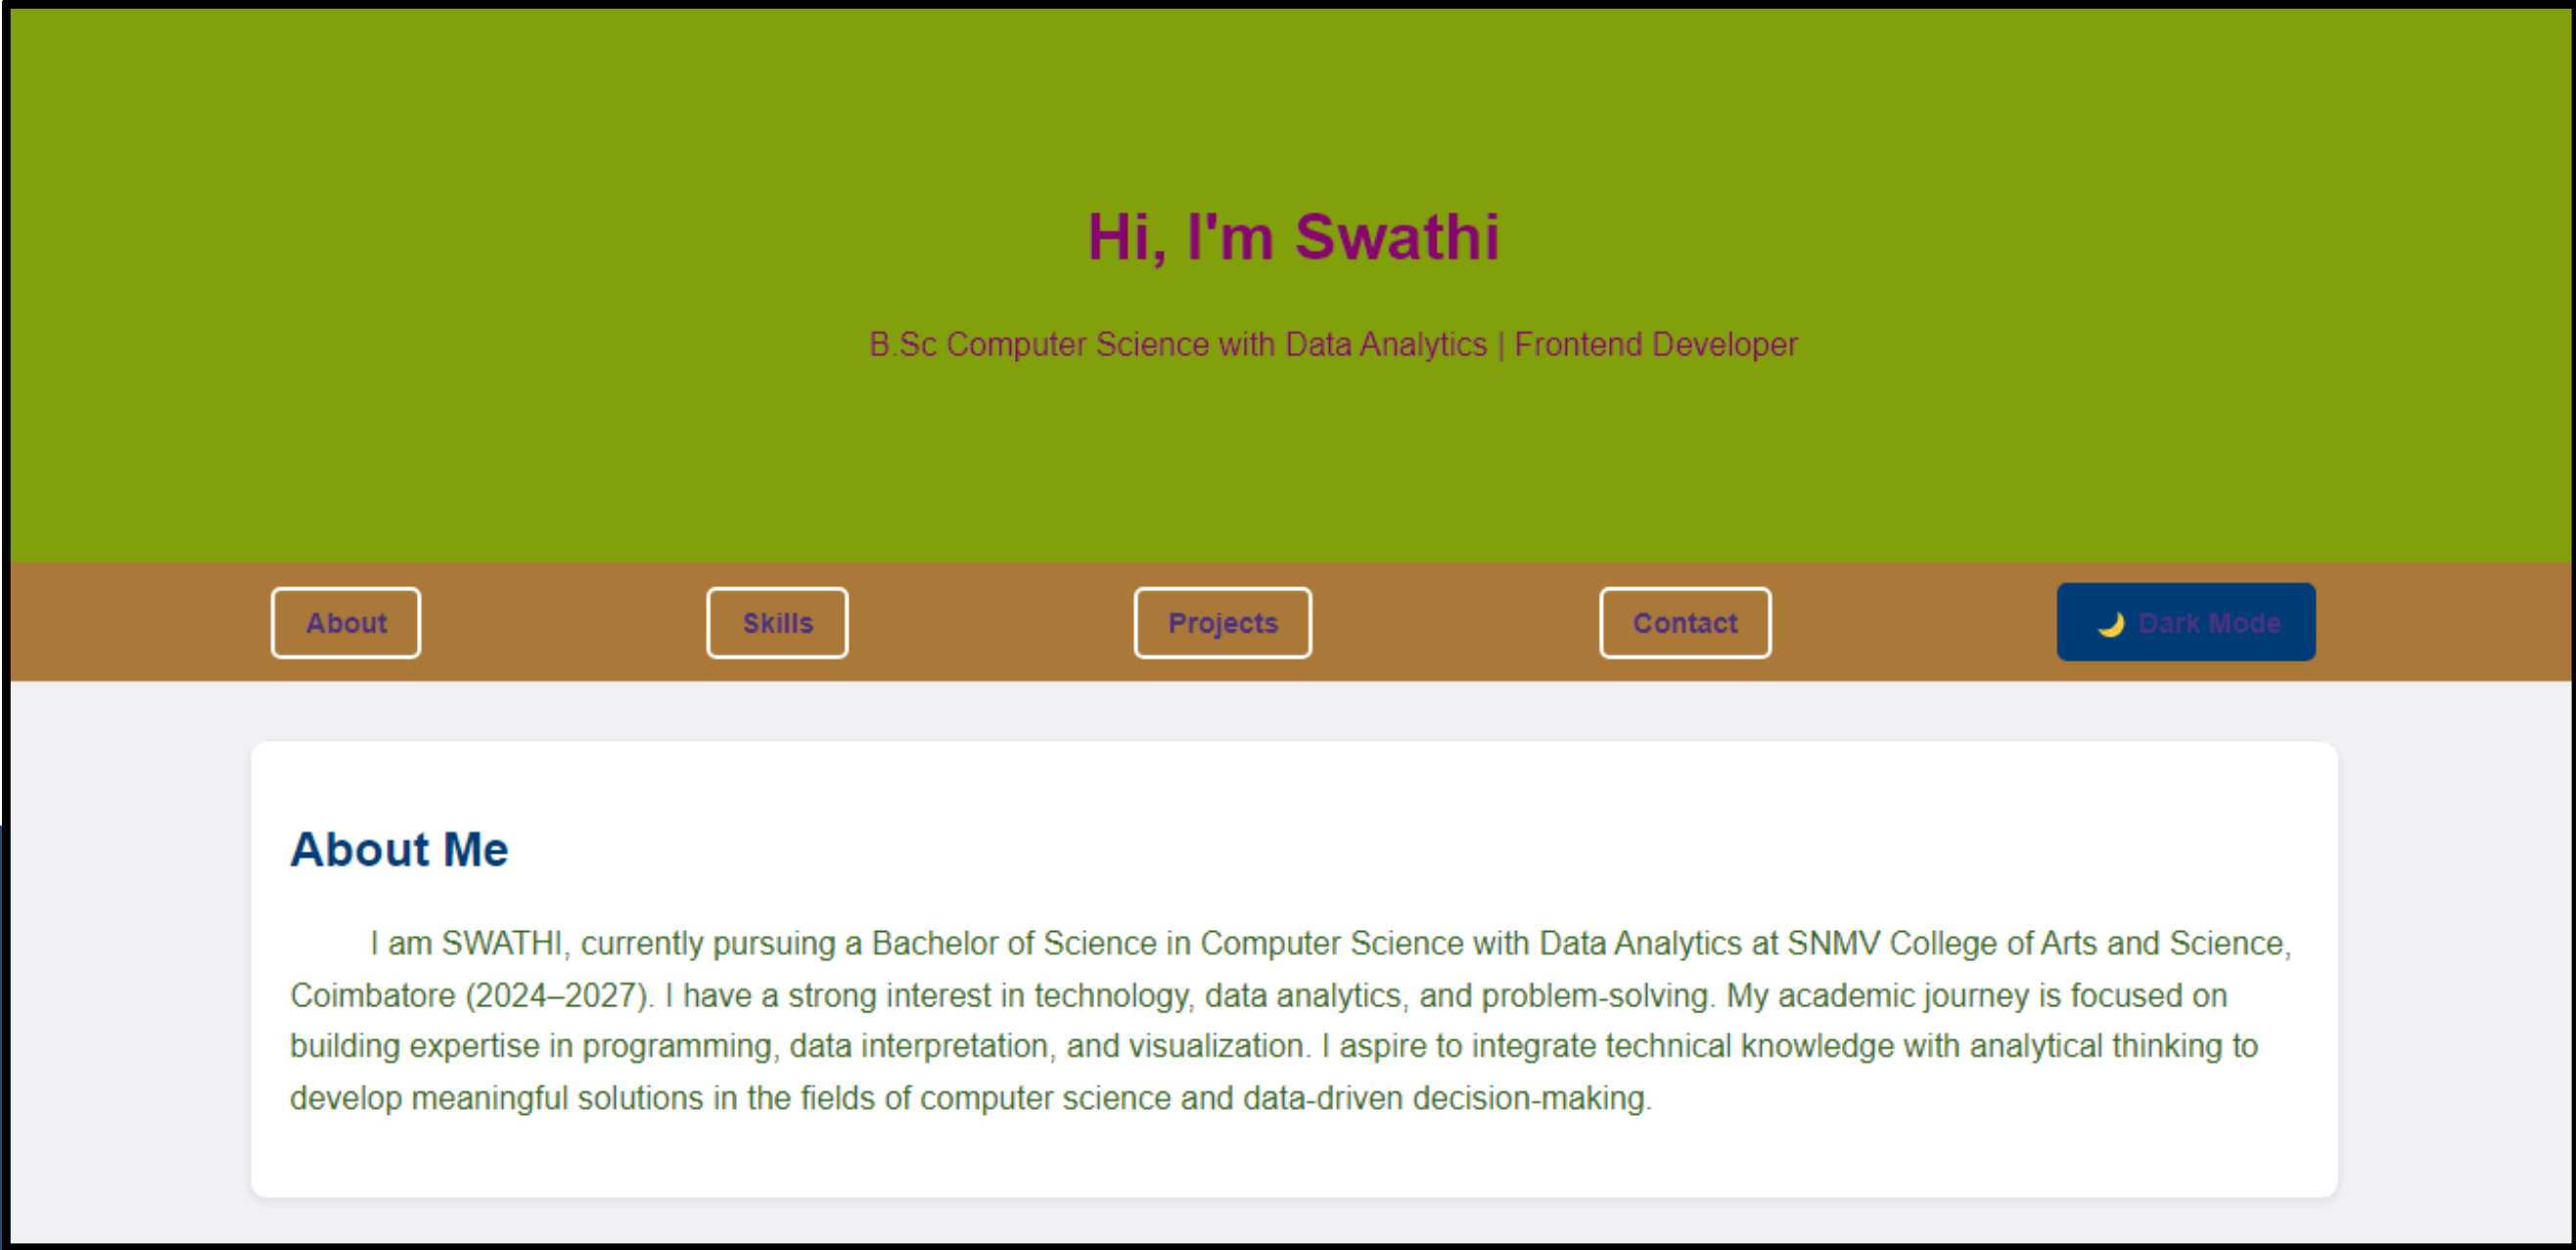 Hi, I'm Swathi
B.Sc Computer Science with Data Analytics | Frontend Developer
About
Skills
Projects
Contact
🌙 Dark Mode
About Me
I am SWATHI, currently pursuing a Bachelor of Science in Computer Science with Data Analytics at SNMV College of Arts and Science,
Coimbatore (2024–2027). I have a strong interest in technology, data analytics, and problem-solving. My academic journey is focused on
building expertise in programming, data interpretation, and visualization. I aspire to integrate technical knowledge with analytical thinking to
develop meaningful solutions in the fields of computer science and data-driven decision-making.